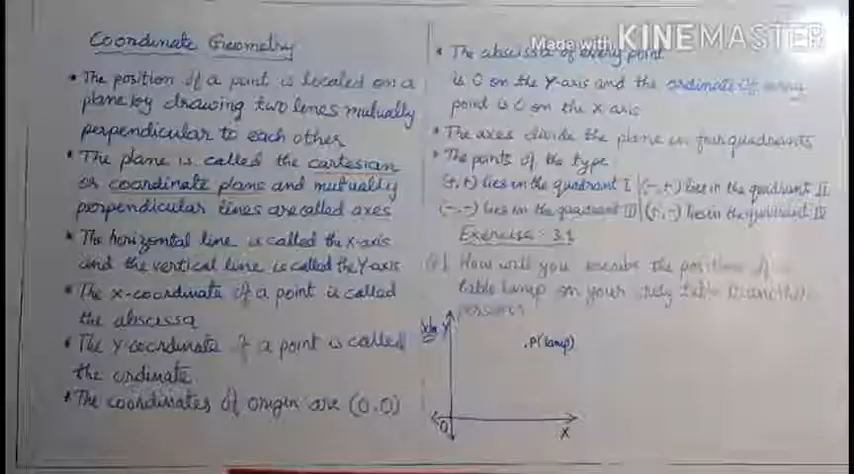 Coordinate Geometry
• The position of a point is located on a
plane by drawing two lines mutually
perpendicular to each other
• The plane is called the cartesian
or coordinate plane and mutually
perpendicular lines are called axes
• The horizontal line is called the x-axis
and the vertical line is called the Y-axis
• The x-coordinate of a point is called
the abscissa
• The Y-coordinate of a point is called
the ordinate
• The coordinates of origin are (0,0)
Made with KINEMASTER
• The abscissa of every point
is 0 on the Y-axis and the ordinate of every
point is 0 on the x axis
• The axes divide the plane in four quadrants
• The points of the type
(+,+) lies in the quadrant I | (-,+) lies in the quadrant II
(-,-) lies in the quadrant III | (+,-) lies in the quadrant IV
Exercise 3.1
How will you describe the position of a
table lamp on your study table to another
person?
Y
P(lamp)
O
X